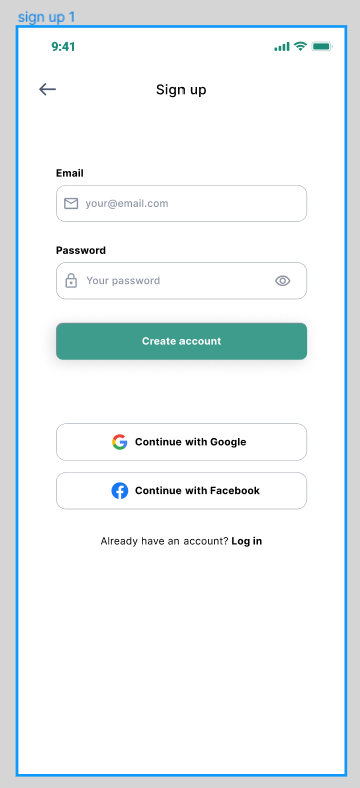 sign up 1
9:41
Sign up
Email
your@email.com
Password
Your password
Create account
Continue with Google
Continue with Facebook
Already have an account? Log in